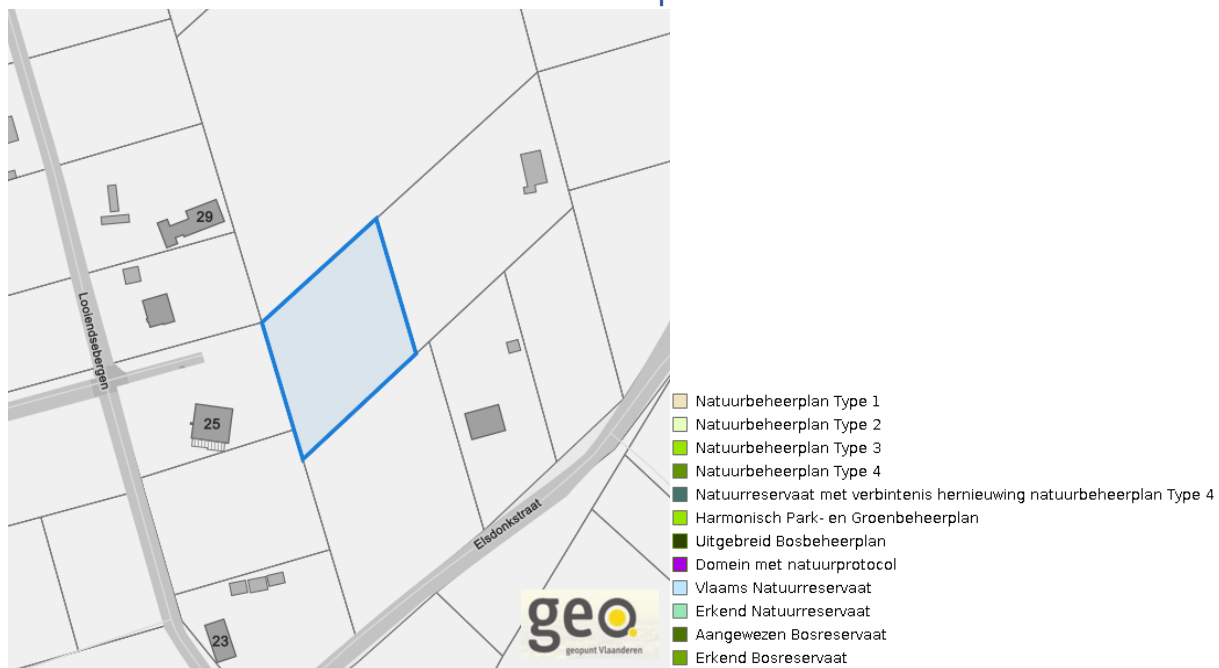 29
Looiendsebergen
25
Elsdonkstraat
23
geo
geopunt Vlaanderen
Natuurbeheerplan Type 1
Natuurbeheerplan Type 2
Natuurbeheerplan Type 3
Natuurbeheerplan Type 4
Natuurreservaat met verbintenis hernieuwing natuurbeheerplan Type 4
Harmonisch Park- en Groenbeheerplan
Uitgebreid Bosbeheerplan
Domein met natuurprotocol
Vlaams Natuurreservaat
Erkend Natuurreservaat
Aangewezen Bosreservaat
Erkend Bosreservaat